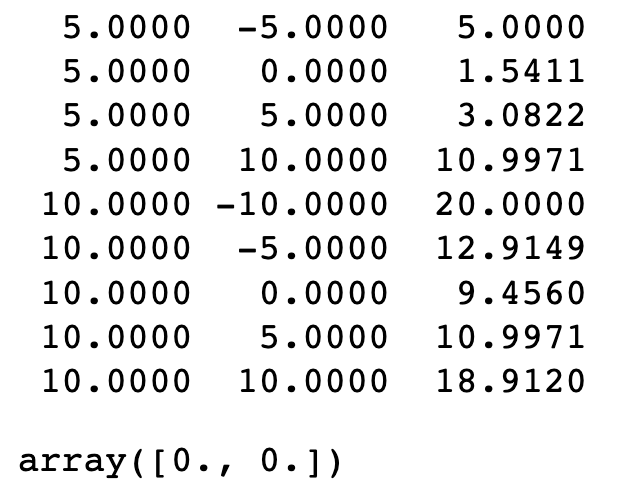 5.0000 -5.0000 5.0000
5.0000 0.0000 1.5411
5.0000 5.0000 3.0822
5.0000 10.0000 10.9971
10.0000 -10.0000 20.0000
10.0000 -5.0000 12.9149
10.0000 0.0000 9.4560
10.0000 5.0000 10.9971
10.0000 10.0000 18.9120
array([0., 0.])